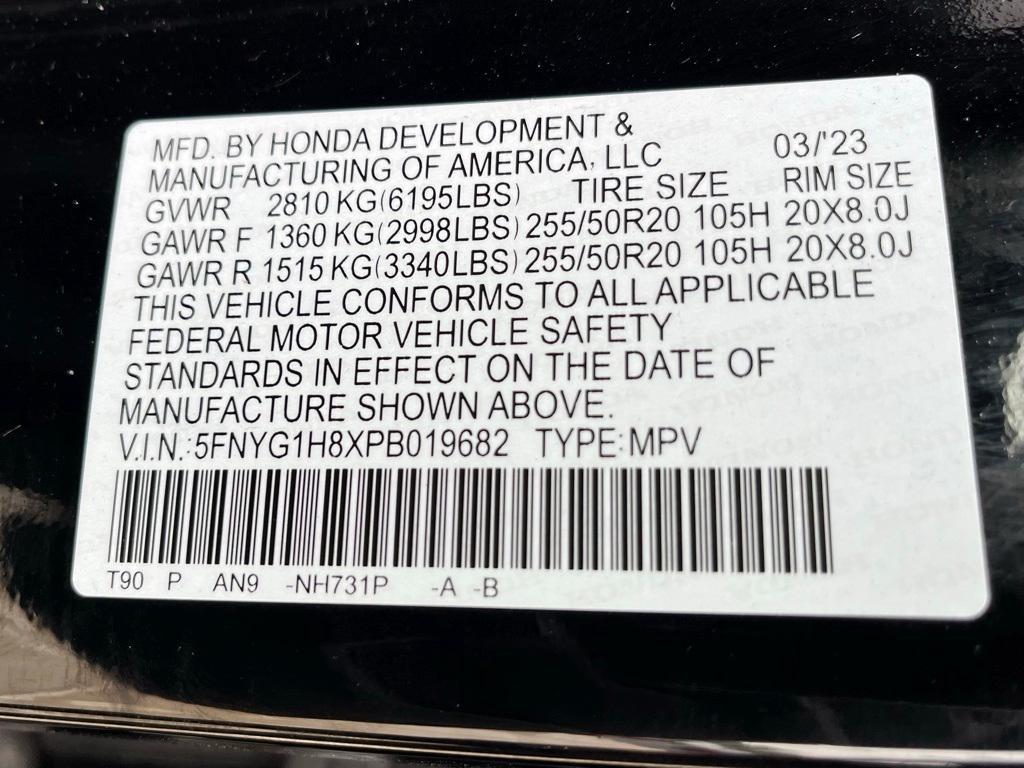 MFD. BY HONDA DEVELOPMENT &
MANUFACTURING OF AMERICA, LLC 03/'23
GVWR 2810 KG(6195LBS) TIRE SIZE RIM SIZE
GAWR F 1360 KG(2998LBS) 255/50R20 105H 20X8.0J
GAWR R 1515 KG(3340LBS) 255/50R20 105H 20X8.0J
THIS VEHICLE CONFORMS TO ALL APPLICABLE
FEDERAL MOTOR VEHICLE SAFETY
STANDARDS IN EFFECT ON THE DATE OF
MANUFACTURE SHOWN ABOVE.
V.I.N.:5FNYG1H8XPB019682 TYPE:MPV
T90 P AN9 -NH731P -A -B